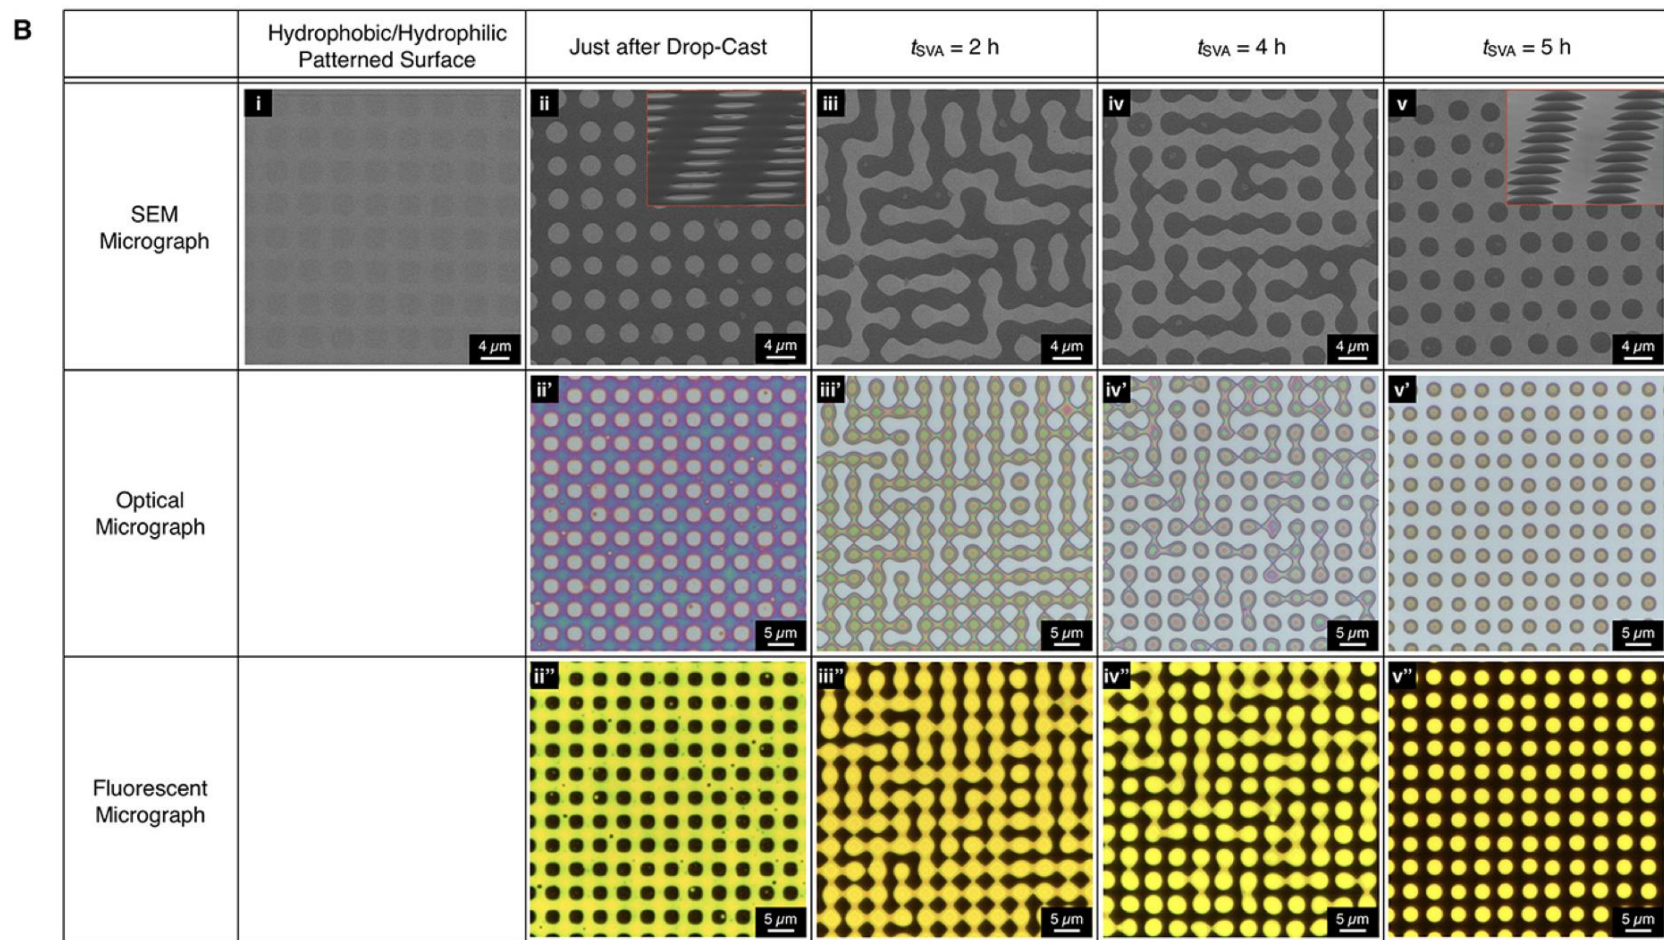 B
Hydrophobic/Hydrophilic
Patterned Surface
Just after Drop-Cast
tSVA = 2 h
tSVA = 4 h
tSVA = 5 h
SEM
Micrograph
i
4 µm
ii
4 µm
iii
4 µm
iv
4 µm
v
4 µm
Optical
Micrograph
ii’
5 µm
iii’
5 µm
iv’
5 µm
v’
5 µm
Fluorescent
Micrograph
ii”
5 µm
iii”
5 µm
iv”
5 µm
v”
5 µm